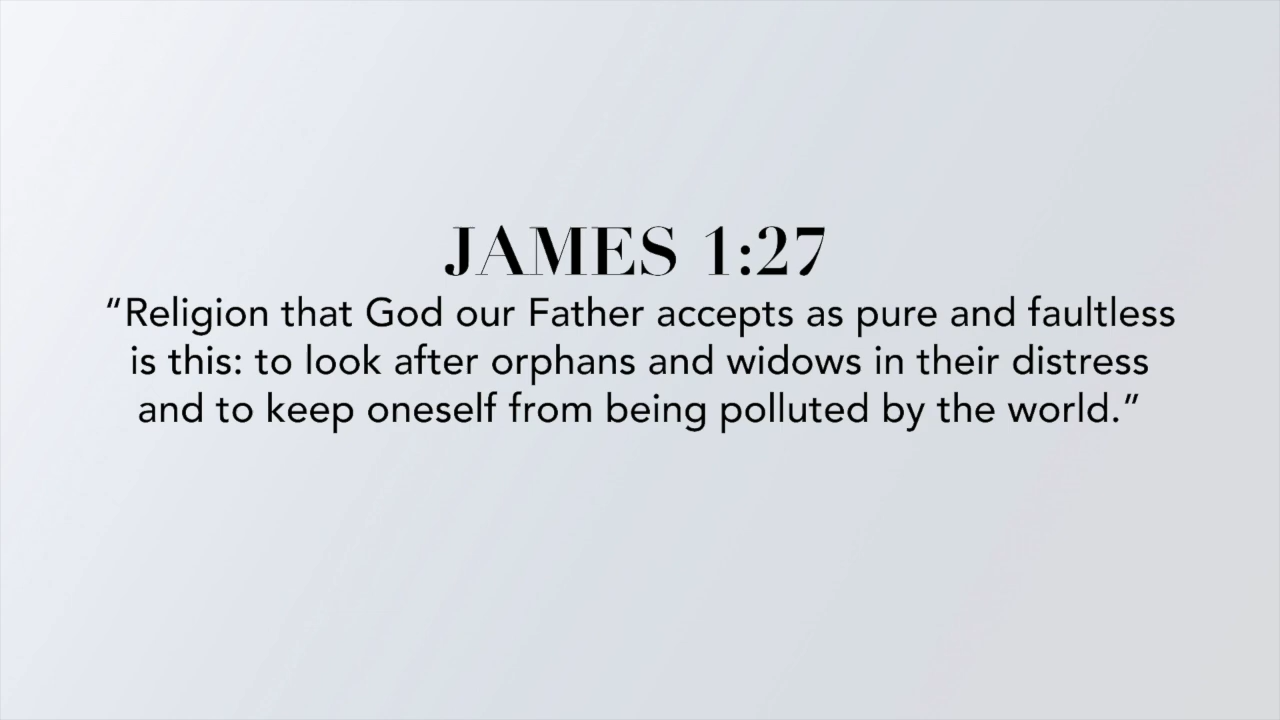 JAMES 1:27
“Religion that God our Father accepts as pure and faultless
is this: to look after orphans and widows in their distress
and to keep oneself from being polluted by the world.”